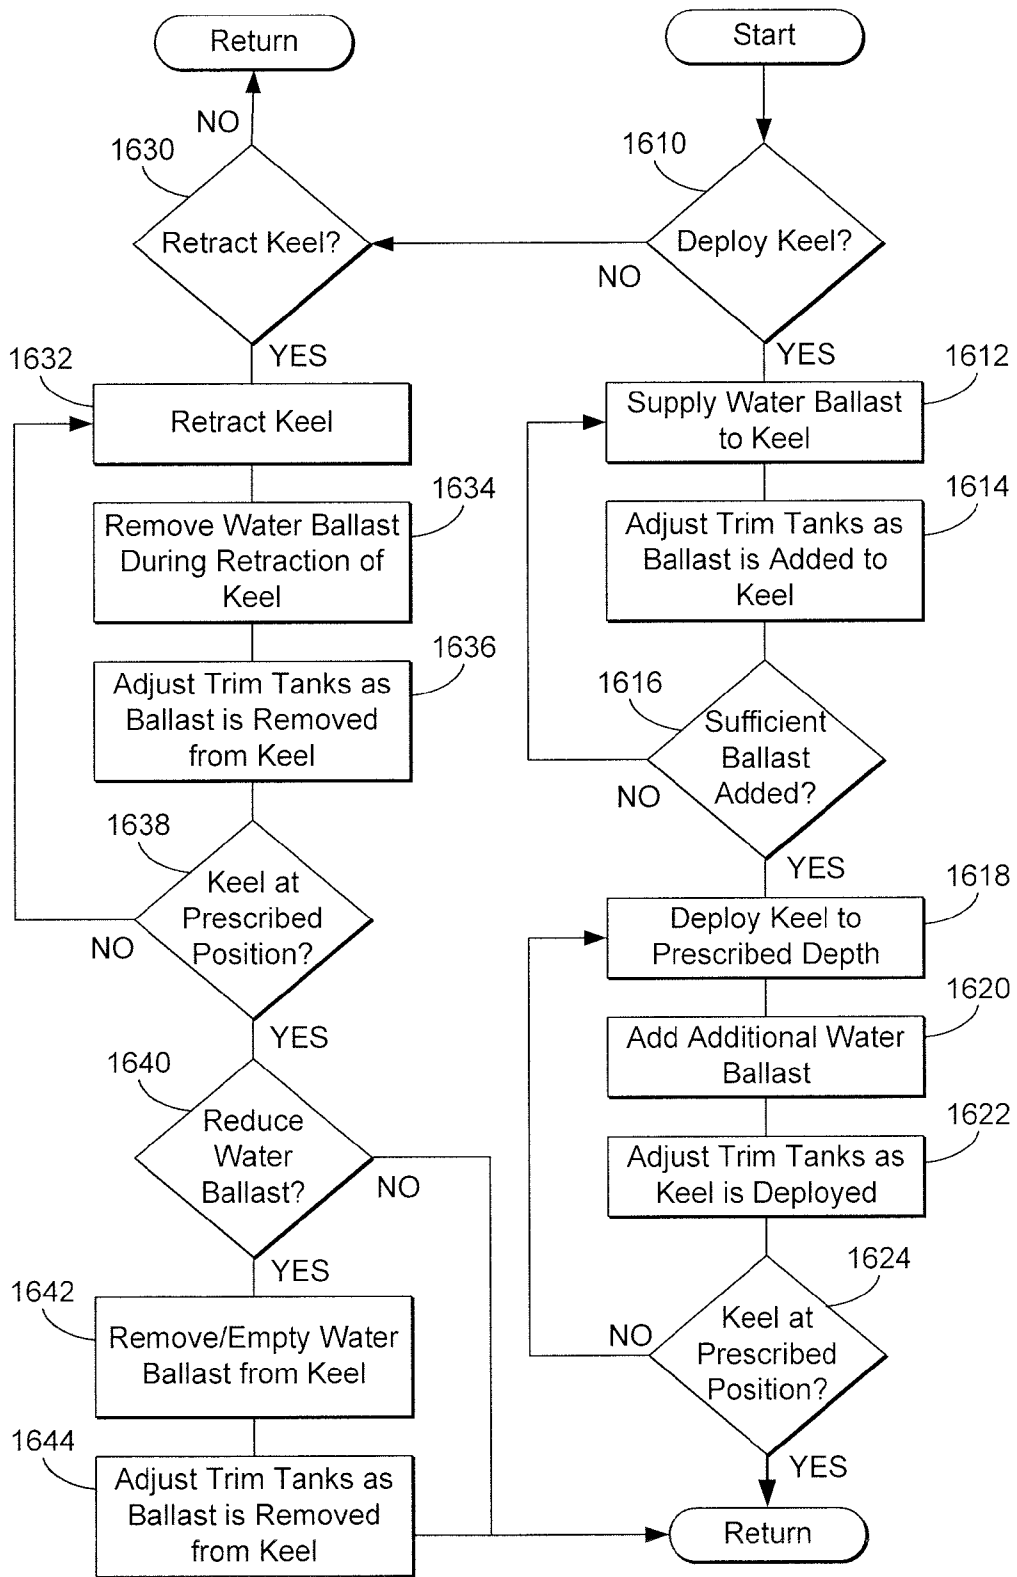 Return
Start
NO
1630
1610
Retract Keel?
Deploy Keel?
NO
YES
YES
1632
1612
Retract Keel
Supply Water Ballast
to Keel
1634
1614
Remove Water Ballast
During Retraction of
Keel
Adjust Trim Tanks as
Ballast is Added to
Keel
1636
1616
Adjust Trim Tanks as
Ballast is Removed
from Keel
Sufficient
Ballast
Added?
NO
1638
YES
Keel at
Prescribed
Position?
NO
1618
Deploy Keel to
Prescribed Depth
YES
1620
Add Additional Water
Ballast
1640
Reduce
Water
Ballast?
NO
1622
Adjust Trim Tanks as
Keel is Deployed
YES
1624
1642
Remove/Empty Water
Ballast from Keel
NO
Keel at
Prescribed
Position?
1644
YES
Adjust Trim Tanks as
Ballast is Removed
from Keel
Return